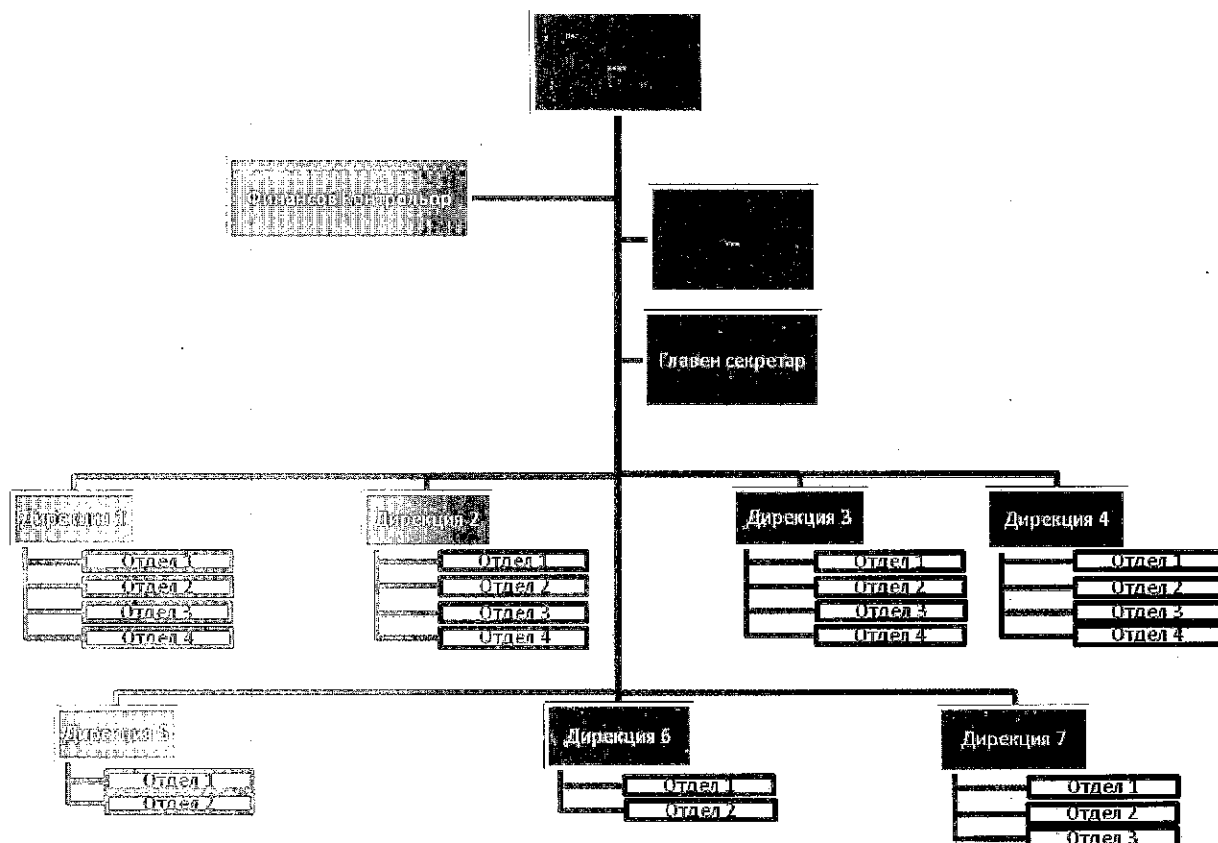 Финансов контрольор
Главен секретар
Дирекция 1
Дирекция 2
Дирекция 3
Дирекция 4
Отдел 1
Отдел 2
Отдел 3
Отдел 4
Отдел 1
Отдел 2
Отдел 3
Отдел 4
Отдел 1
Отдел 2
Отдел 3
Отдел 4
Отдел 1
Отдел 2
Отдел 3
Отдел 4
Дирекция 5
Дирекция 6
Дирекция 7
Отдел 1
Отдел 2
Отдел 1
Отдел 2
Отдел 1
Отдел 2
Отдел 3